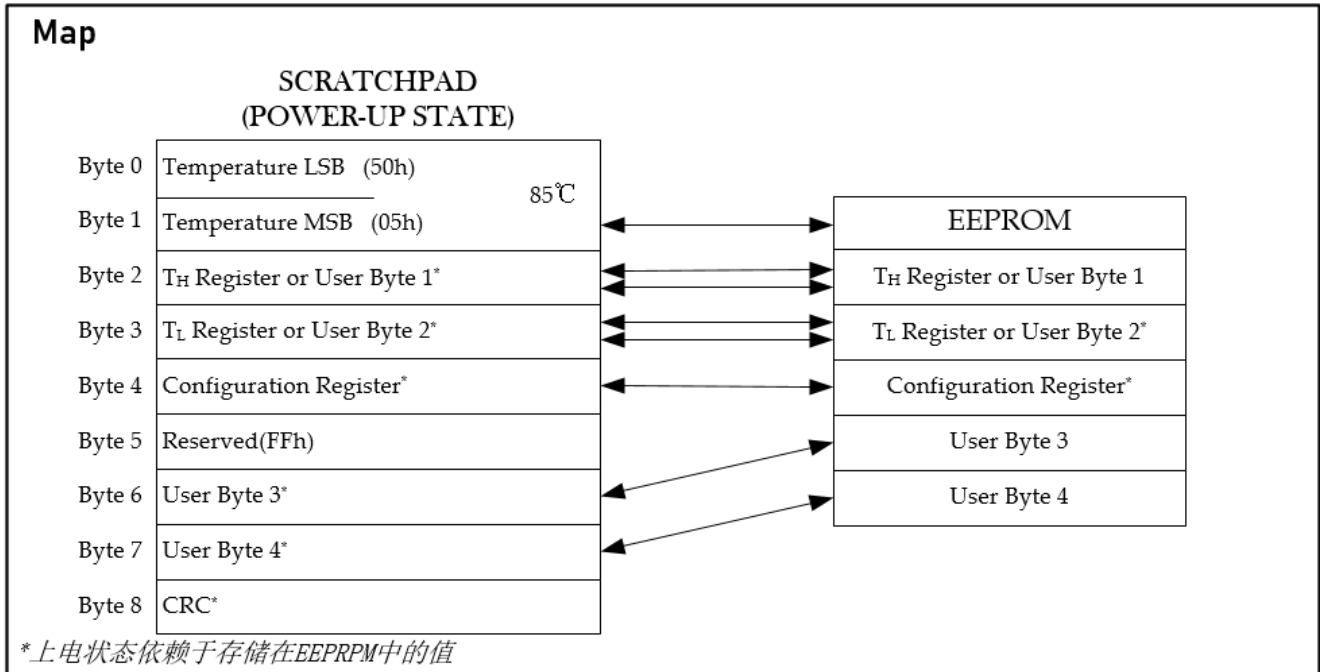 Map
SCRATCHPAD
(POWER-UP STATE)
Byte 0 Temperature LSB (50h)
85℃
Byte 1 Temperature MSB (05h)
EEPROM
Byte 2 TH Register or User Byte 1*
TH Register or User Byte 1
Byte 3 TL Register or User Byte 2*
TL Register or User Byte 2*
Byte 4 Configuration Register*
Configuration Register*
Byte 5 Reserved(FFh)
User Byte 3
Byte 6 User Byte 3*
User Byte 4
Byte 7 User Byte 4*
Byte 8 CRC*
*上电状态依赖于存储在EEPRPM中的值